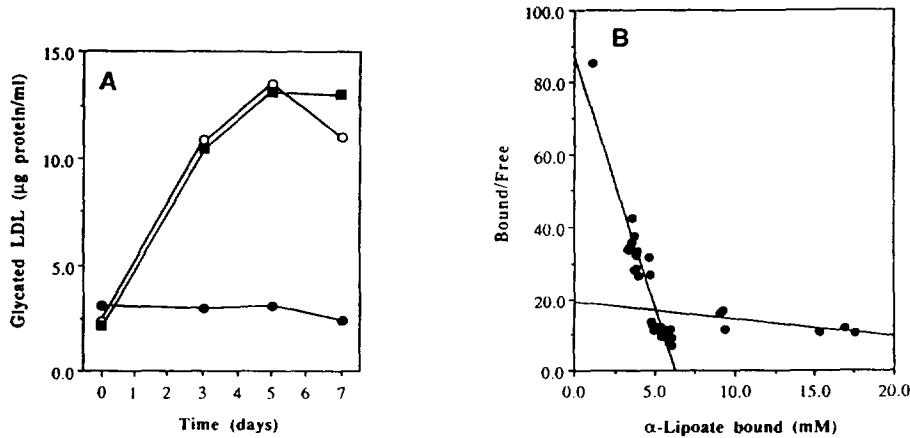 A
Glycated LDL (μg protein/ml)
15.0
10.0
5.0
0.0
0 1 2 3 4 5 6 7
Time (days)
B
Bound/Free
100.0
80.0
60.0
40.0
20.0
0.0
0.0 5.0 10.0 15.0 20.0
α-Lipoate bound (mM)